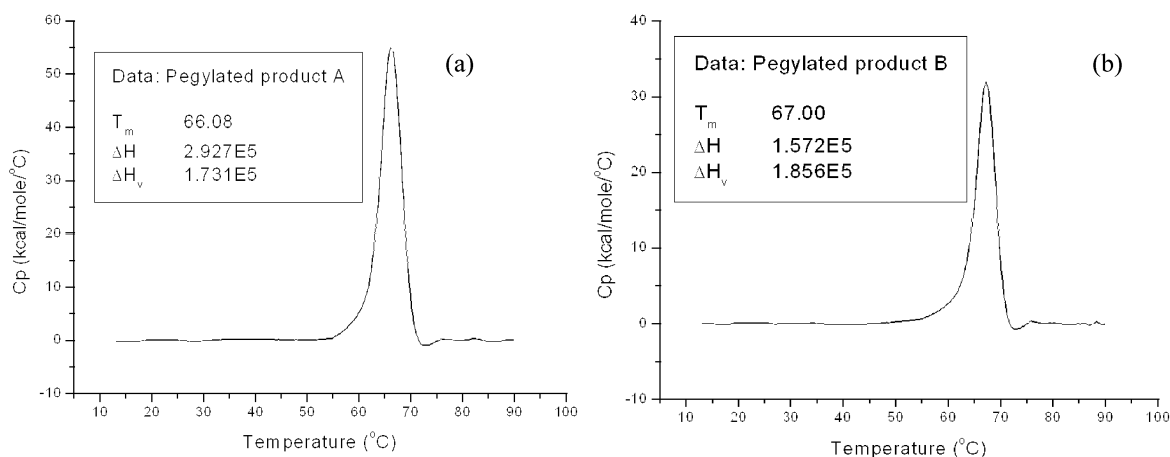 60
50
40
30
20
10
0
-10
Cp (kcal/mole/°C)
Data: Pegylated product A
Tm 66.08
ΔH 2.927E5
ΔHv 1.731E5
(a)
10 20 30 40 50 60 70 80 90 100
Temperature (°C)
40
30
20
10
0
-10
Cp (kcal/mole/°C)
Data: Pegylated product B
Tm 67.00
ΔH 1.572E5
ΔHv 1.856E5
(b)
10 20 30 40 50 60 70 80 90 100
Temperature (°C)